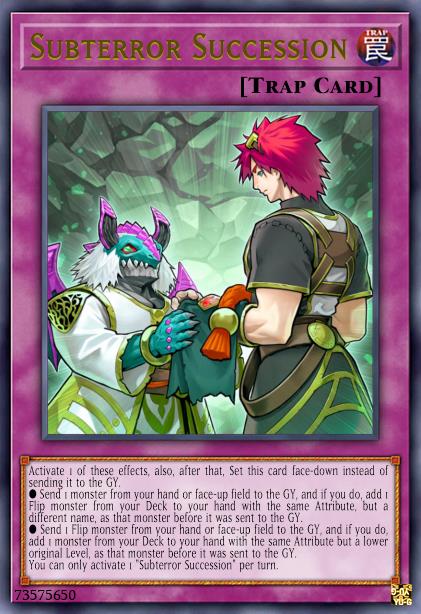 Subterror Succession
TRAP
罠
[Trap Card]
Activate 1 of these effects, also, after that, Set this card face-down instead of
sending it to the GY.
● Send 1 monster from your hand or face-up field to the GY, and if you do, add 1
Flip monster from your Deck to your hand with the same Attribute, but a
different name, as that monster before it was sent to the GY.
● Send 1 Flip monster from your hand or face-up field to the GY, and if you do,
add 1 monster from your Deck to your hand with the same Attribute but a lower
original Level, as that monster before it was sent to the GY.
You can only activate 1 "Subterror Succession" per turn.
73575650